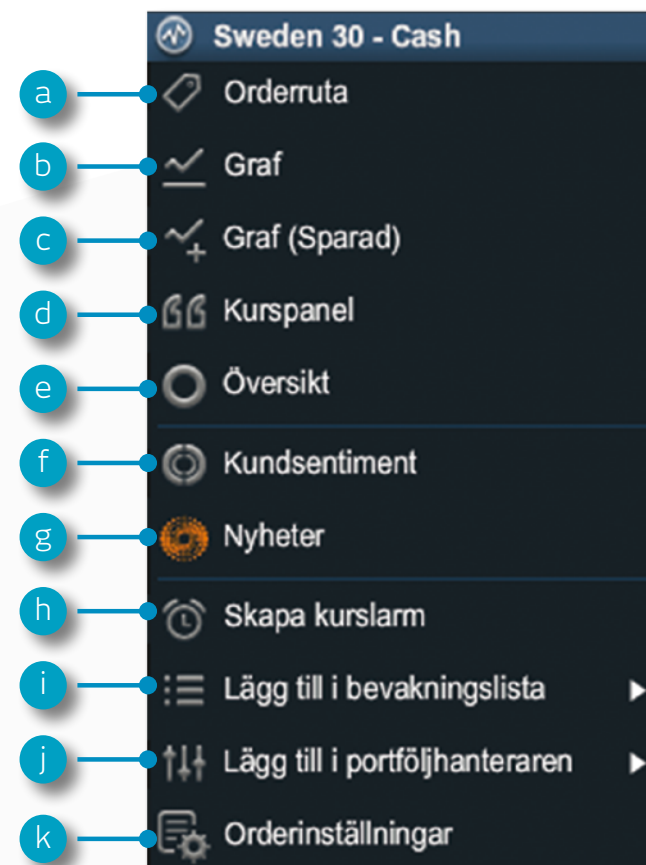 Sweden 30 - Cash
a Orderruta
b Graf
c Graf (Sparad)
d Kurspanel
e Översikt
f Kundsentiment
g Nyheter
h Skapa kurslarm
i Lägg till i bevakningslista
j Lägg till i portföljhanteraren
k Orderinställningar